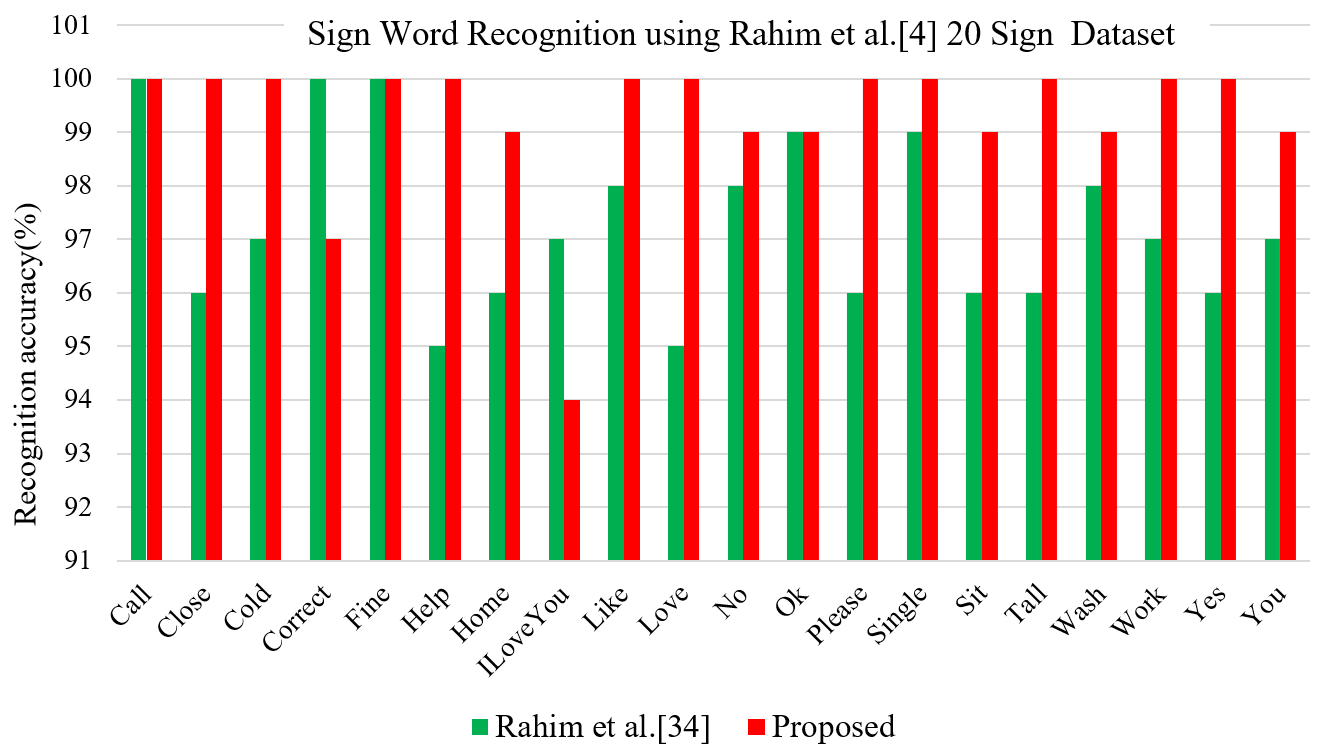 Sign Word Recognition using Rahim et al.[4] 20 Sign Dataset
Recognition accuracy(%)
101
100
99
98
97
96
95
94
93
92
91
Call
Close
Cold
Correct
Fine
Help
Home
ILoveYou
Like
Love
No
Ok
Please
Single
Sit
Tall
Wash
Work
Yes
You
Rahim et al.[34]
Proposed